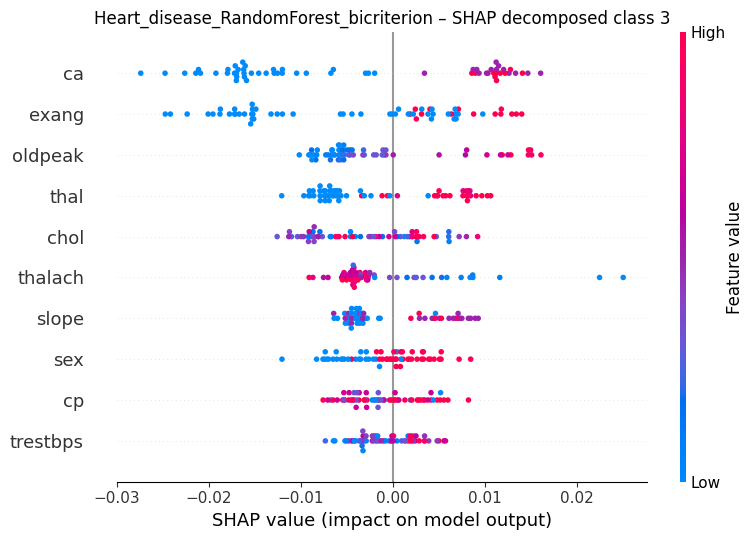 Heart_disease_RandomForest_bicriterion – SHAP decomposed class 3
High
ca
exang
oldpeak
thal
chol
thalach
slope
sex
cp
trestbps
Feature value
Low
−0.03 −0.02 −0.01 0.00 0.01 0.02
SHAP value (impact on model output)